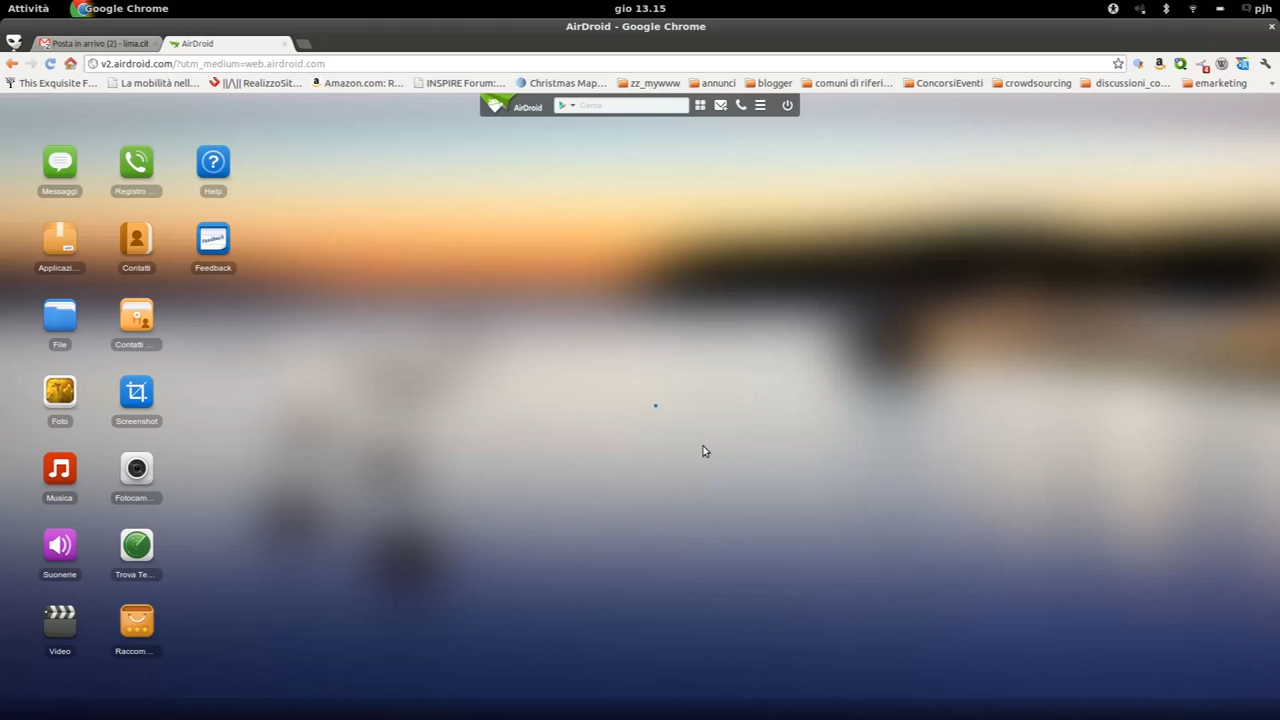 Attività Google Chrome gio 13.15 pjh
AirDroid - Google Chrome
Posta in arrivo (2) - lima.cit AirDroid
v2.airdroid.com/?utm_medium=web.airdroid.com
This Exquisite F... La mobilità nell... ||/\|| RealizzoSito Amazon.com: R... INSPIRE Forum:... Christmas Map,... zz_mywww annunci blogger comuni di riferi... ConcorsiEventi crowdsourcing discussioni_co... emarketing
AirDroid Cerca
Messaggi Registro ... Help
Feedback
Applicazi... Contatti Feedback
File Contatti ...
Foto Screenshot
Musica Fotocam...
Suonerie Trova Te...
Video Raccom...